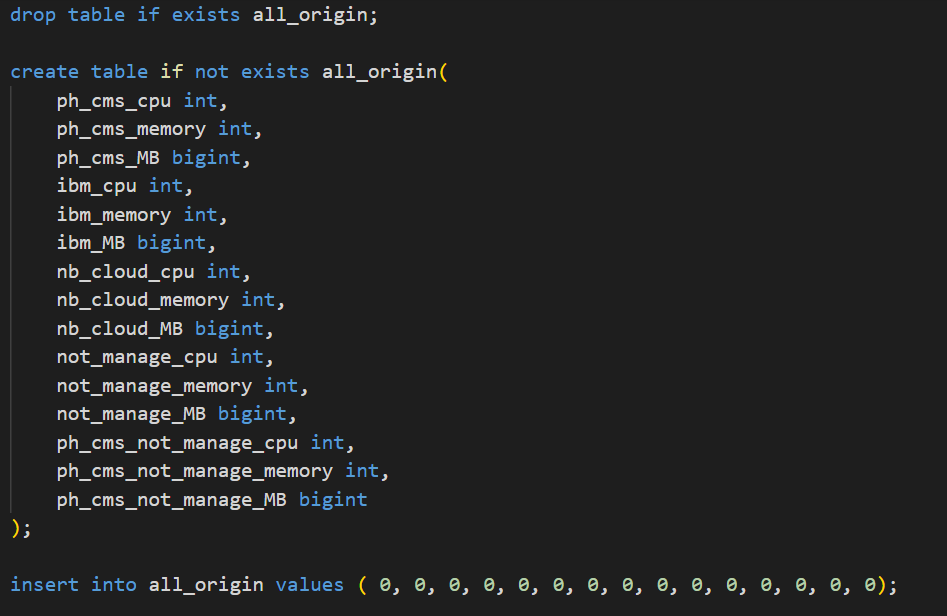 drop table if exists all_origin;
create table if not exists all_origin(
ph_cms_cpu int,
ph_cms_memory int,
ph_cms_MB bigint,
ibm_cpu int,
ibm_memory int,
ibm_MB bigint,
nb_cloud_cpu int,
nb_cloud_memory int,
nb_cloud_MB bigint,
not_manage_cpu int,
not_manage_memory int,
not_manage_MB bigint,
ph_cms_not_manage_cpu int,
ph_cms_not_manage_memory int,
ph_cms_not_manage_MB bigint
);
insert into all_origin values ( 0, 0, 0, 0, 0, 0, 0, 0, 0, 0, 0, 0, 0, 0, 0);